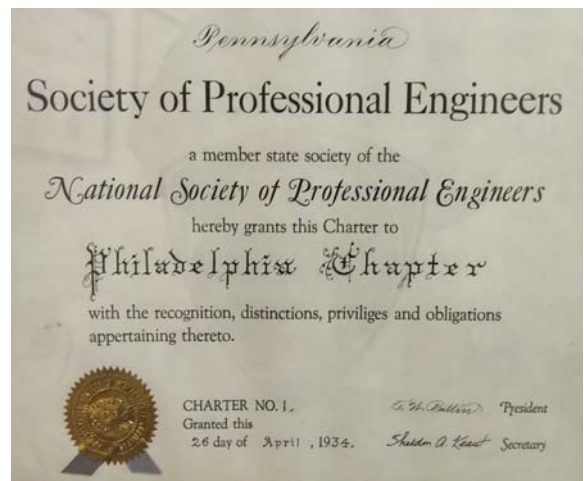 Pennsylvania
Society of Professional Engineers
a member state society of the
National Society of Professional Engineers
hereby grants this Charter to
Philadelphia Chapter
with the recognition, distinctions, priviliges and obligations
appertaining thereto.
CHARTER NO. 1.
President
Granted this
26 day of April , 1934.
Sheldon A. Keast Secretary